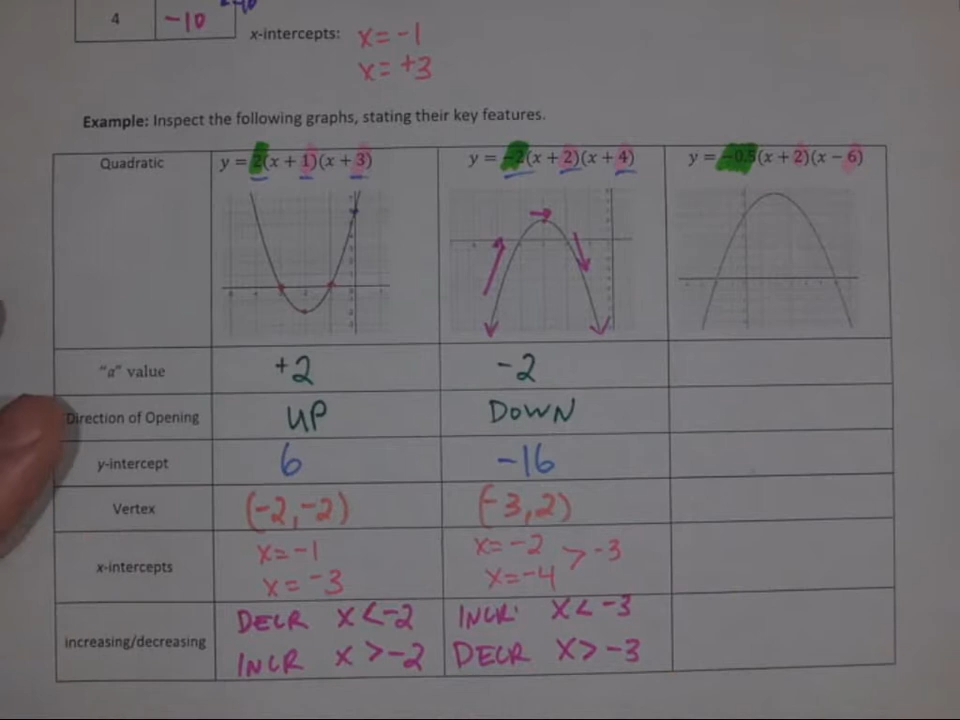 4 -10
x-intercepts: x = -1
x = +3
Example: Inspect the following graphs, stating their key features.
Quadratic y = 2(x + 1)(x + 3) y = -2(x + 2)(x + 4) y = -0.5(x + 2)(x - 6)
"a" value +2 -2
Direction of Opening UP DOWN
y-intercept 6 -16
Vertex (-2,-2) (-3,2)
x-intercepts x = -1 x = -2 > -3
x = -3 x = -4
increasing/decreasing DECR x < -2 INCR x < -3
INCR x > -2 DECR x > -3